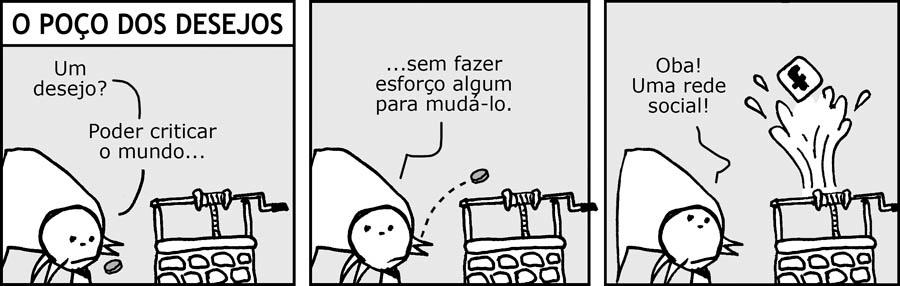 O POÇO DOS DESEJOS
Um
desejo?
Poder criticar
o mundo...
...sem fazer
esforço algum
para mudá-lo.
Oba!
Uma rede
social!
f